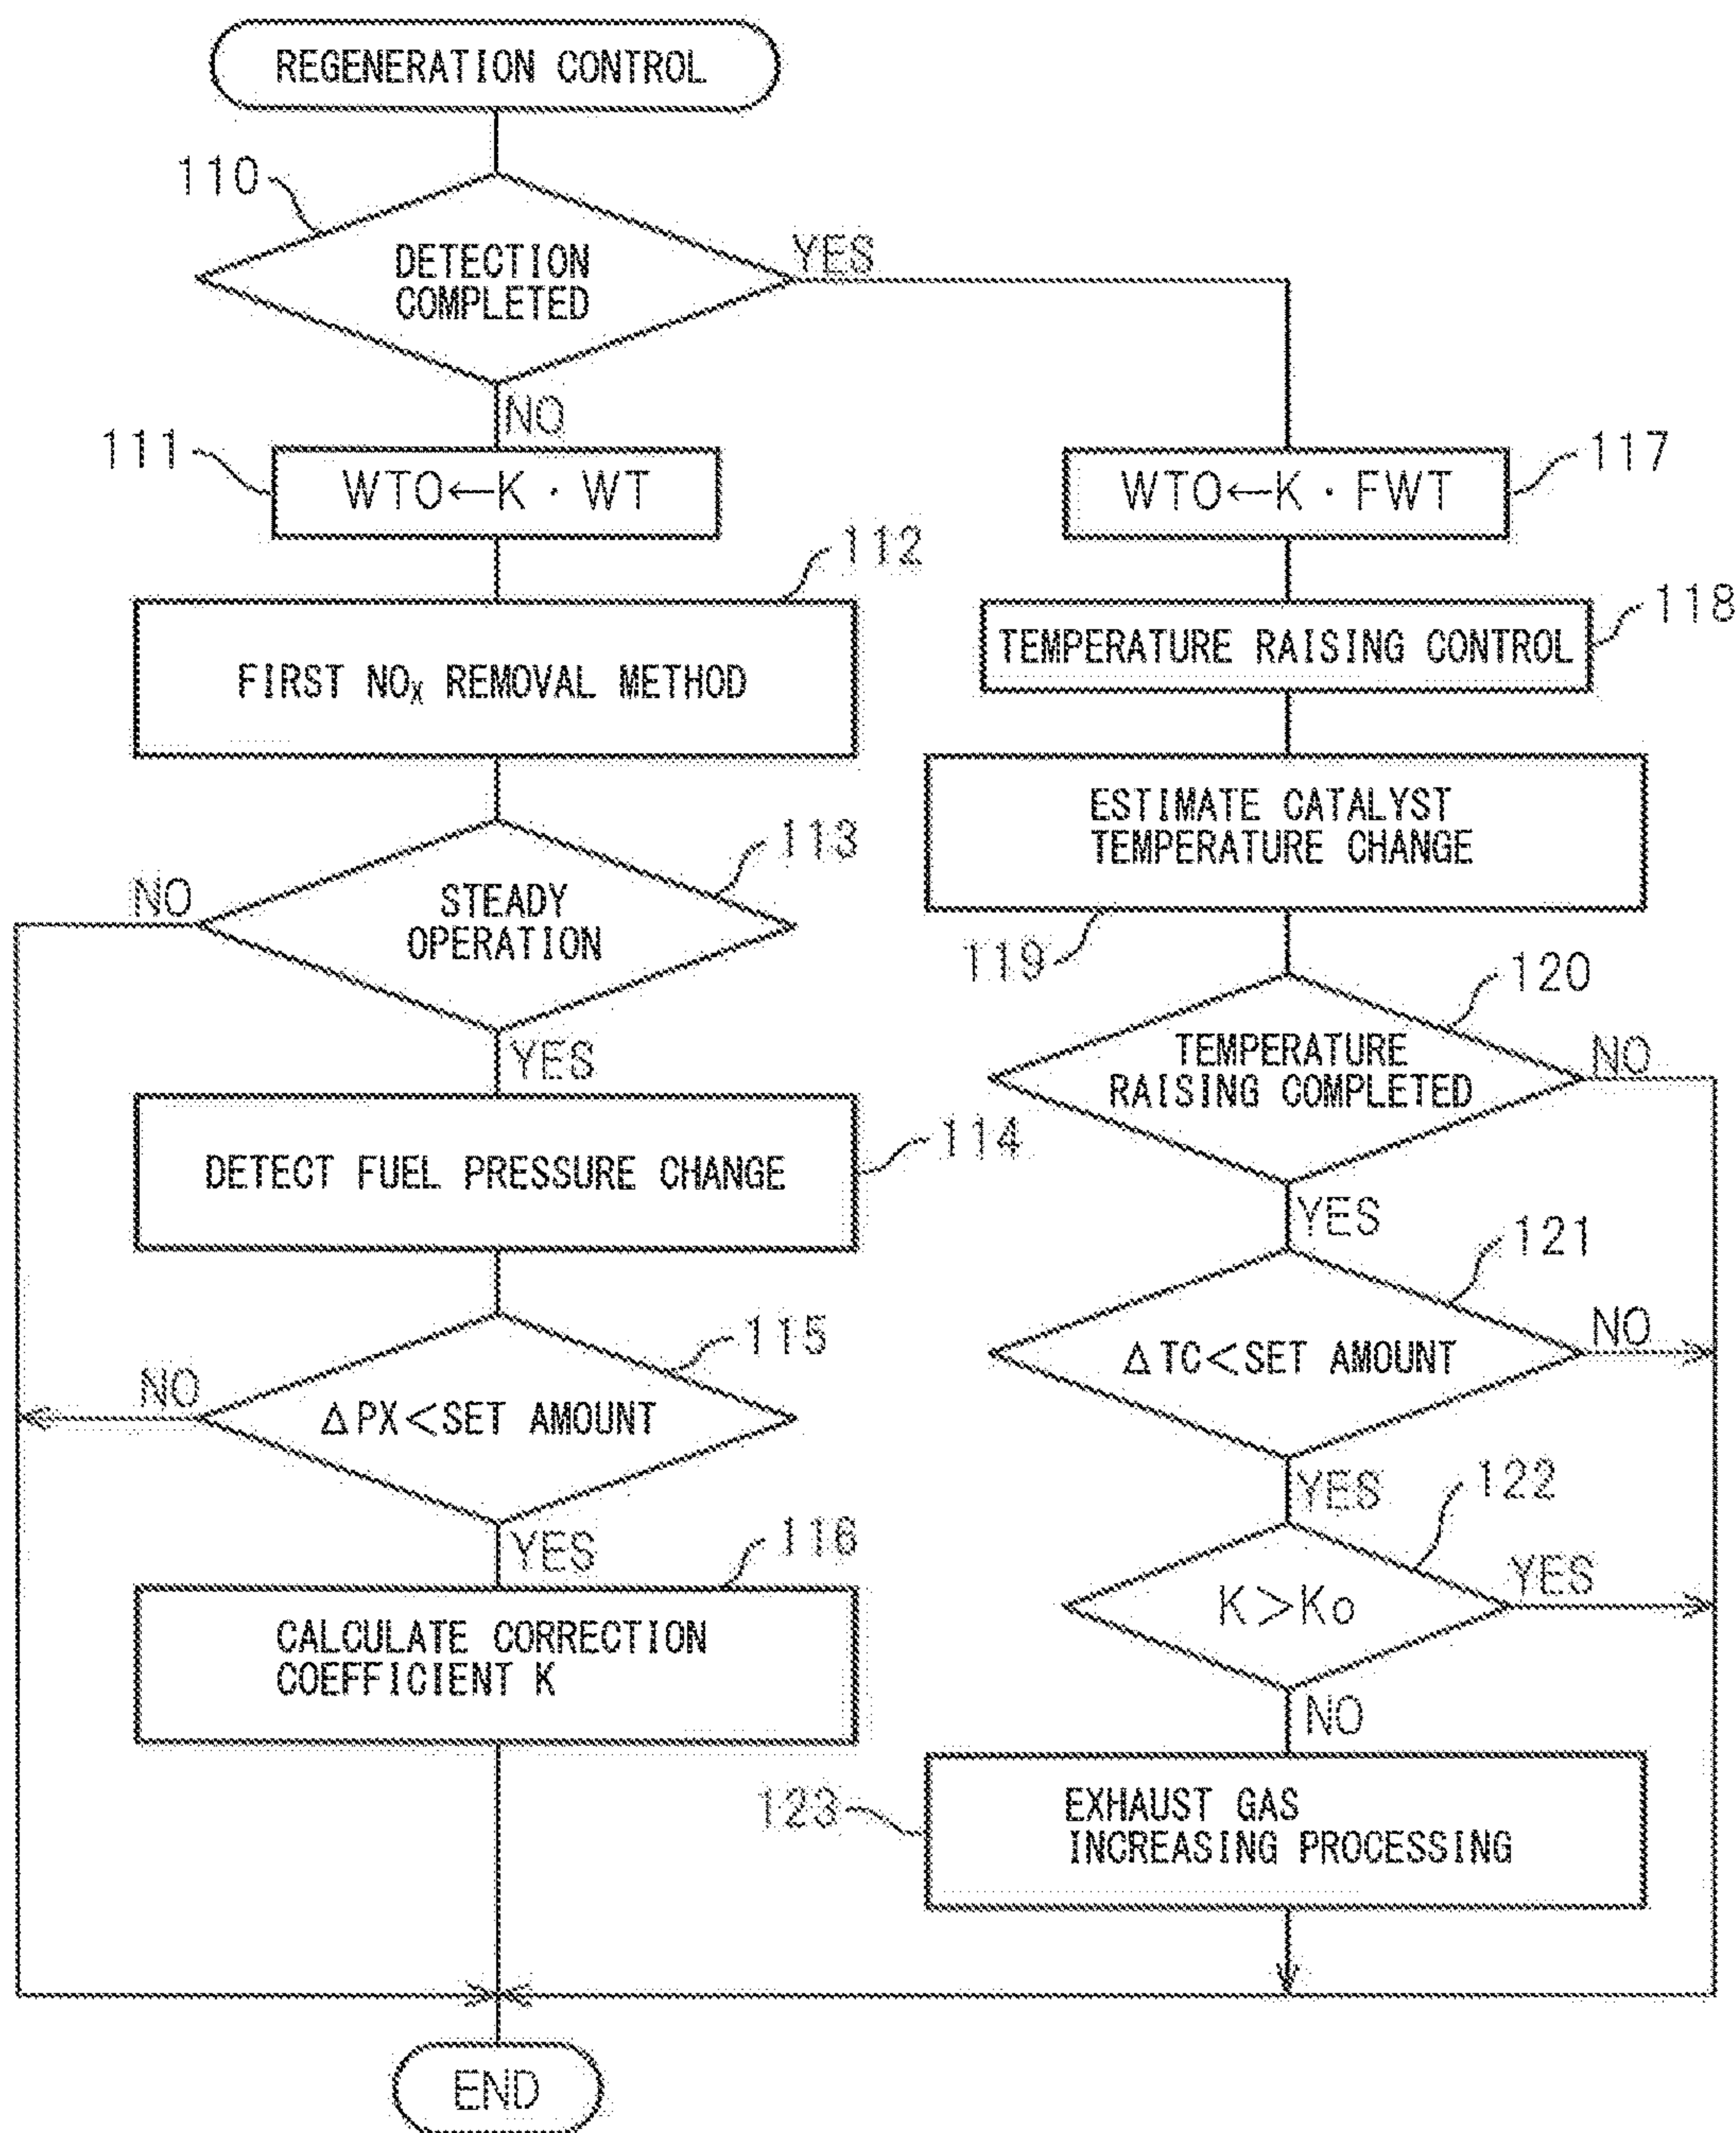 REGENERATION CONTROL
110
DETECTION
COMPLETED
YES
NO
111
WTO←K · WT
112
FIRST NOX REMOVAL METHOD
113
STEADY
OPERATION
NO
YES
114
DETECT FUEL PRESSURE CHANGE
115
ΔPX<SET AMOUNT
NO
YES
116
CALCULATE CORRECTION
COEFFICIENT K
117
WTO←K · FWT
118
TEMPERATURE RAISING CONTROL
ESTIMATE CATALYST
TEMPERATURE CHANGE
119
120
TEMPERATURE
RAISING COMPLETED
NO
YES
121
ΔTC<SET AMOUNT
NO
YES
122
K>Ko
YES
NO
123
EXHAUST GAS
INCREASING PROCESSING
END